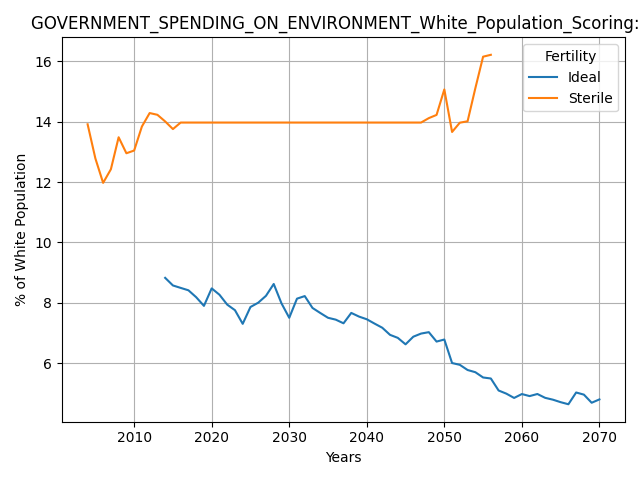 GOVERNMENT_SPENDING_ON_ENVIRONMENT_White_Population_Scoring:
Fertility
Ideal
Sterile
% of White Population
16
14
12
10
8
6
2010 2020 2030 2040 2050 2060 2070
Years